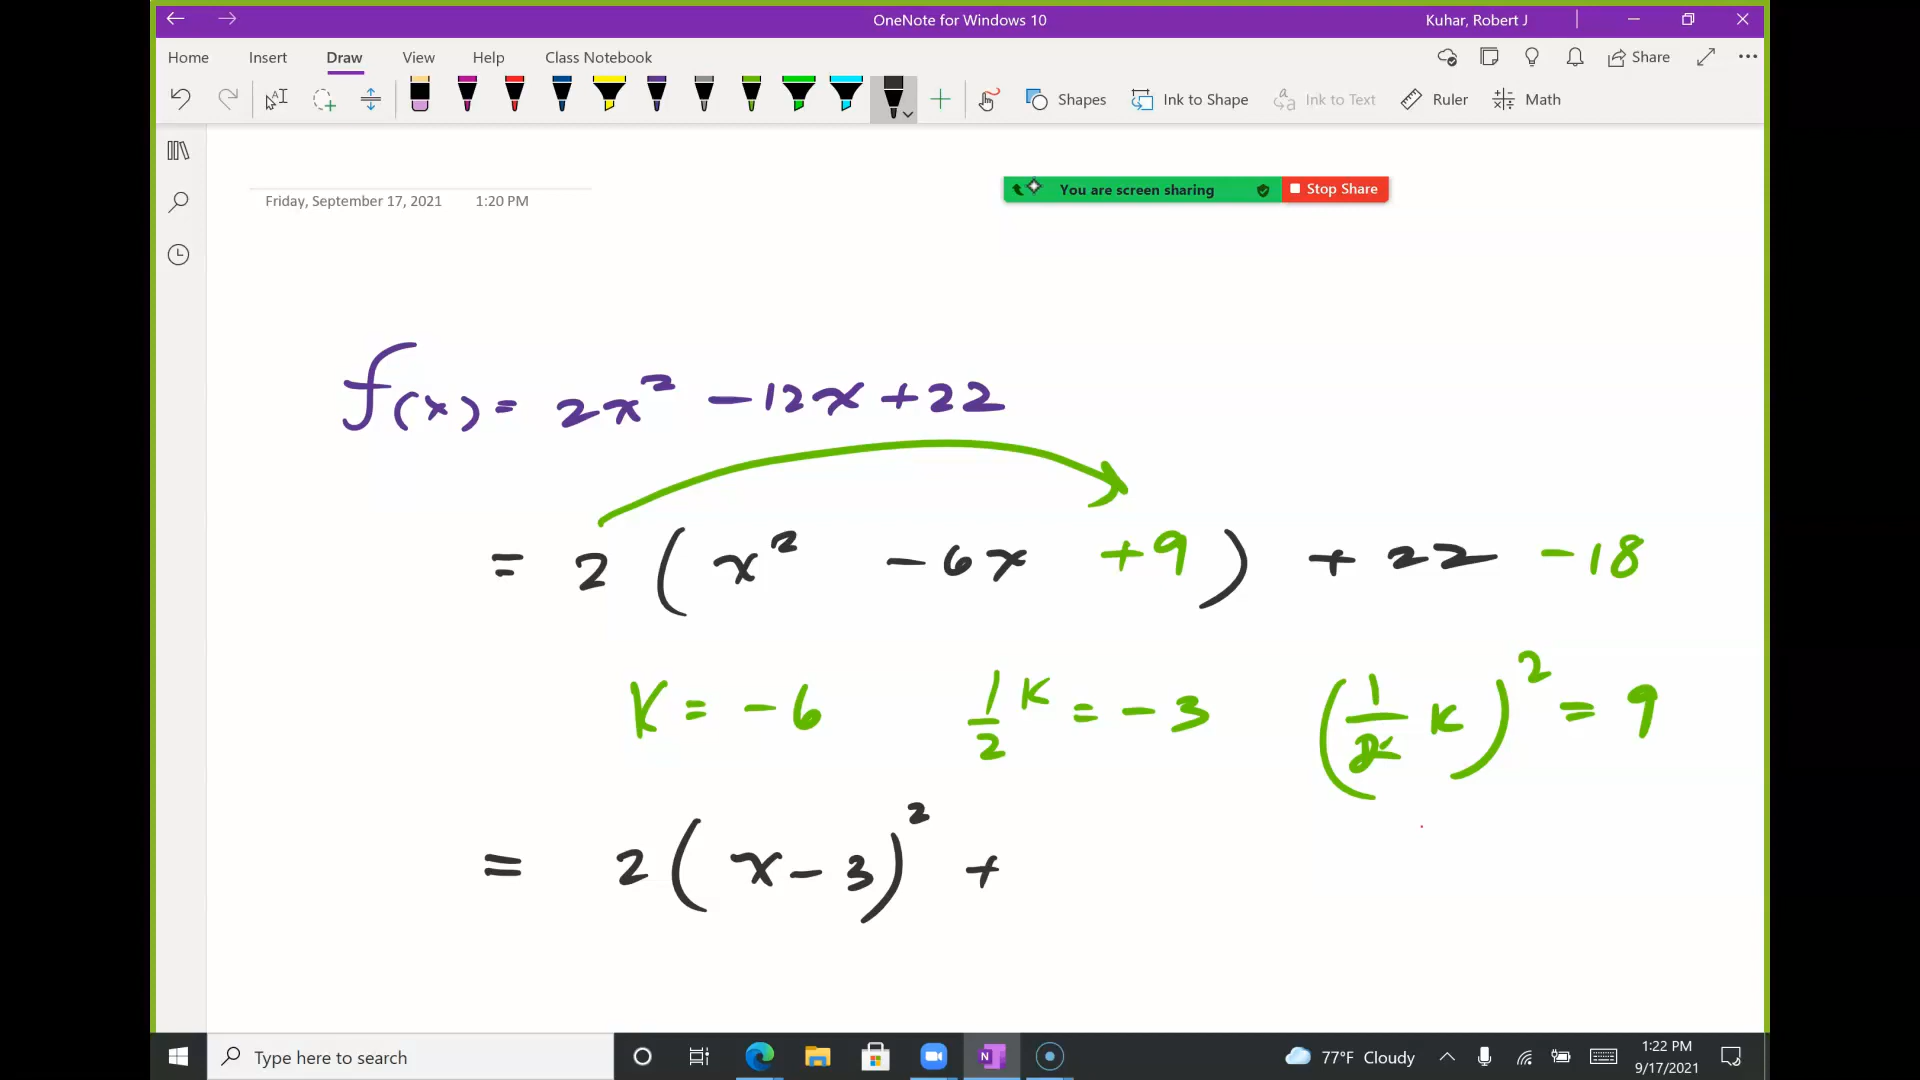 OneNote for Windows 10
Kuhar, Robert J
Home Insert Draw View Help Class Notebook Share
Shapes Ink to Shape Ink to Text Ruler Math
You are screen sharing Stop Share
Friday, September 17, 2021 1:20 PM
f(x) = 2x² - 12x + 22
= 2 ( x² - 6x + 9 ) + 22 - 18
K = - 6 1/2 K = - 3 (1/2 K)² = 9
= 2 ( x - 3 )² +
Type here to search
N
77°F Cloudy
1:22 PM
9/17/2021